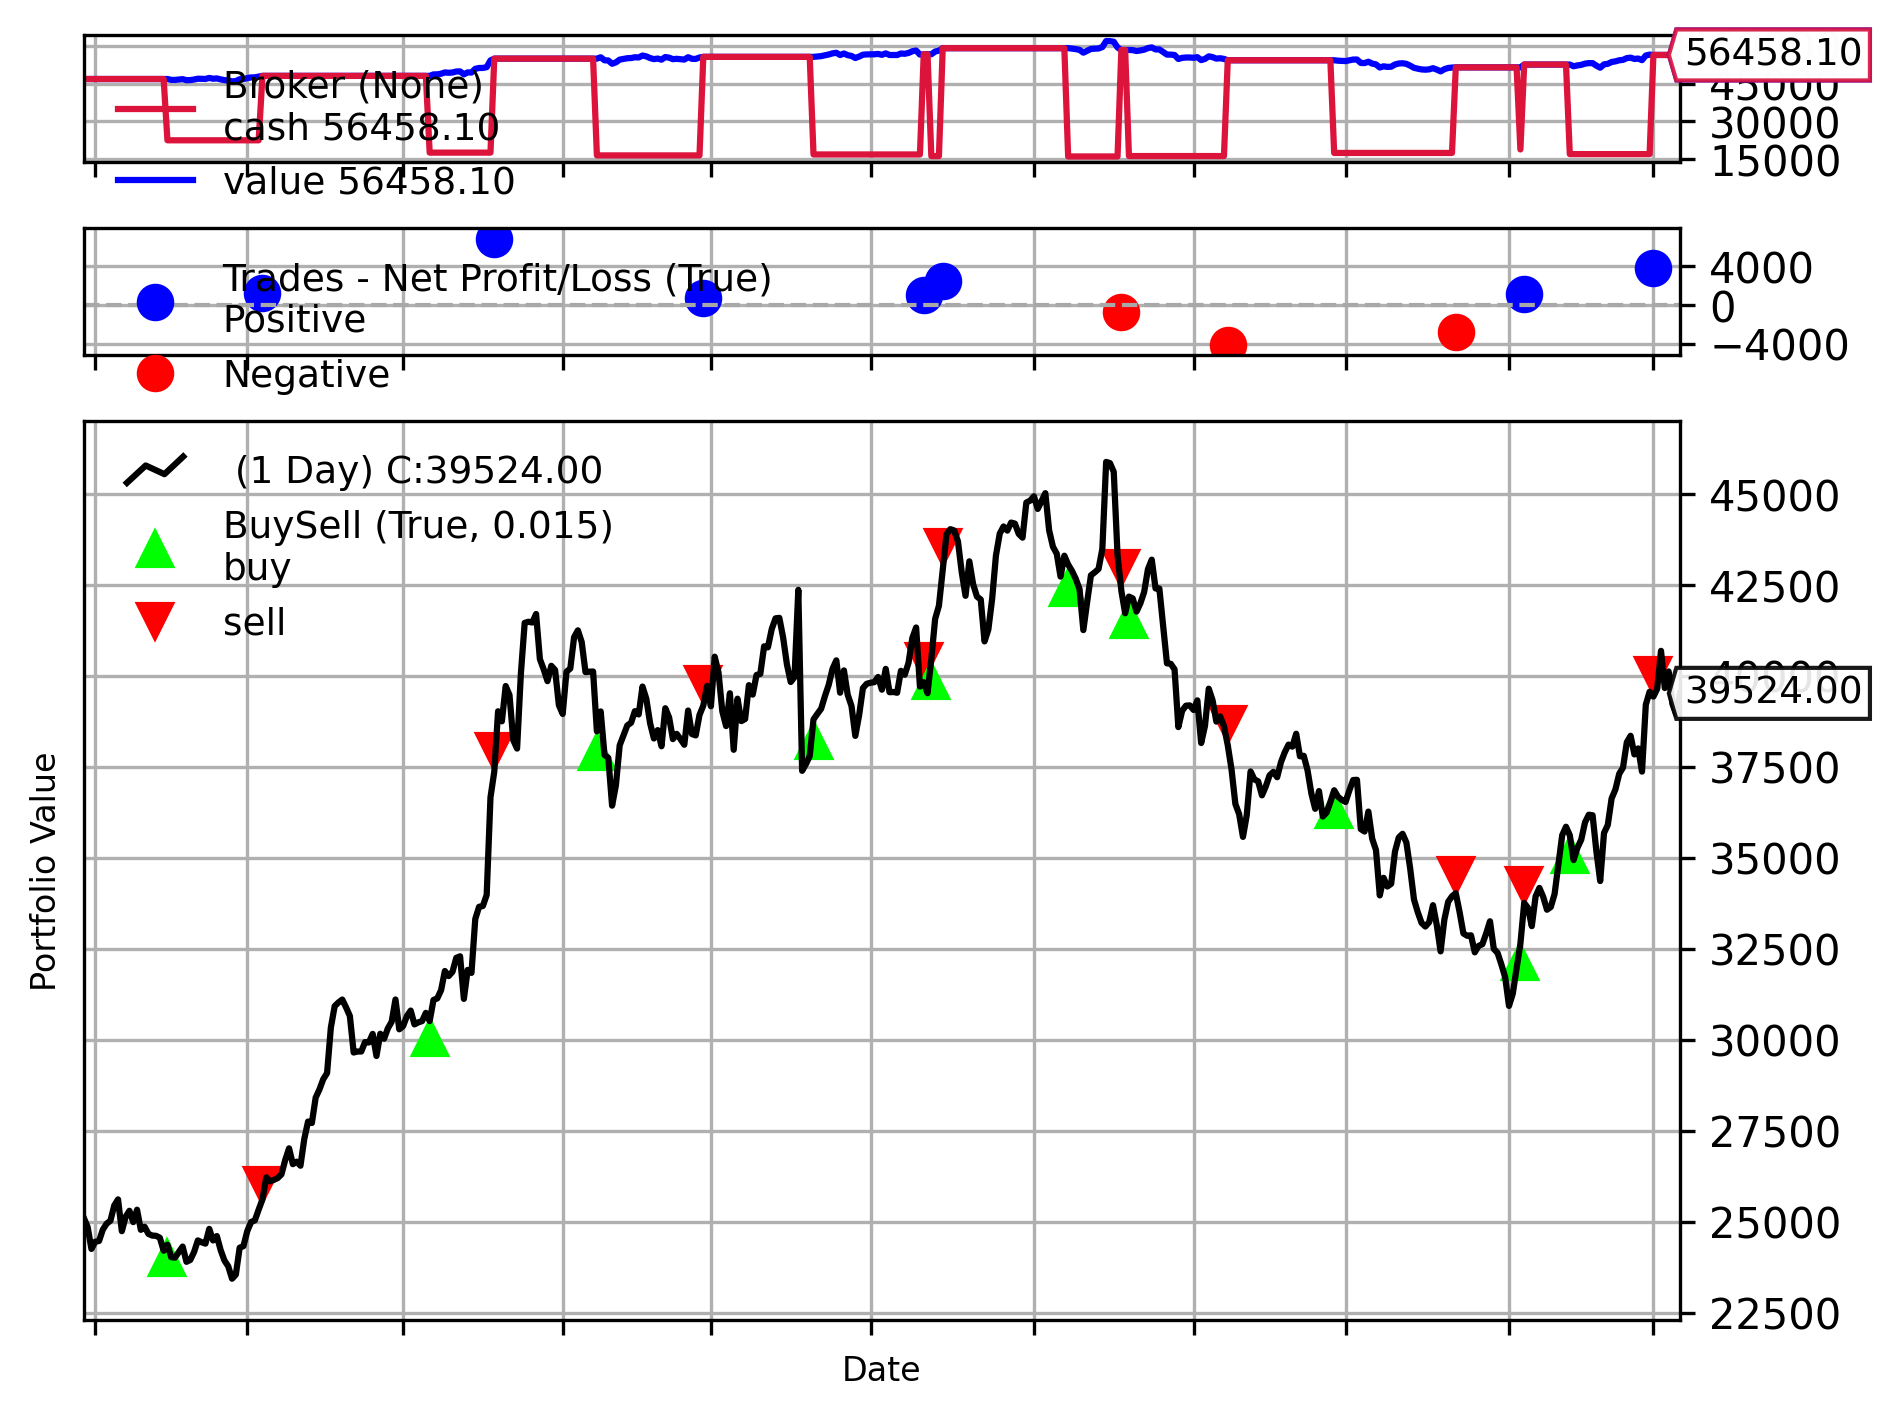 56458.10
45000
30000
15000
Broker (None)
cash 56458.10
value 56458.10
4000
0
−4000
Trades - Net Profit/Loss (True)
Positive
Negative
(1 Day) C:39524.00
BuySell (True, 0.015)
buy
sell
45000
42500
40000
39524.00
37500
35000
32500
30000
27500
25000
22500
Portfolio Value
Date